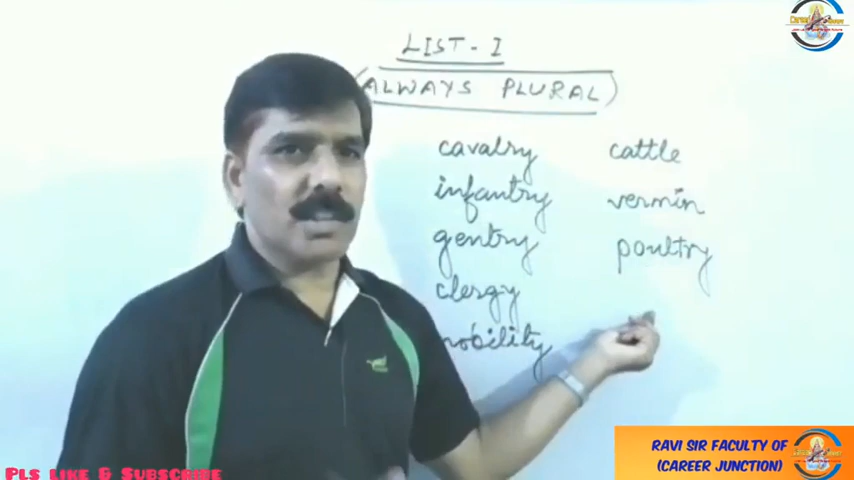 LIST - I
(ALWAYS PLURAL)
cavalry cattle
infantry vermin
gentry poultry
clergy
nobility
RAVI SIR FACULTY OF
(CAREER JUNCTION)
PLS LIKE & SUBSCRIBE